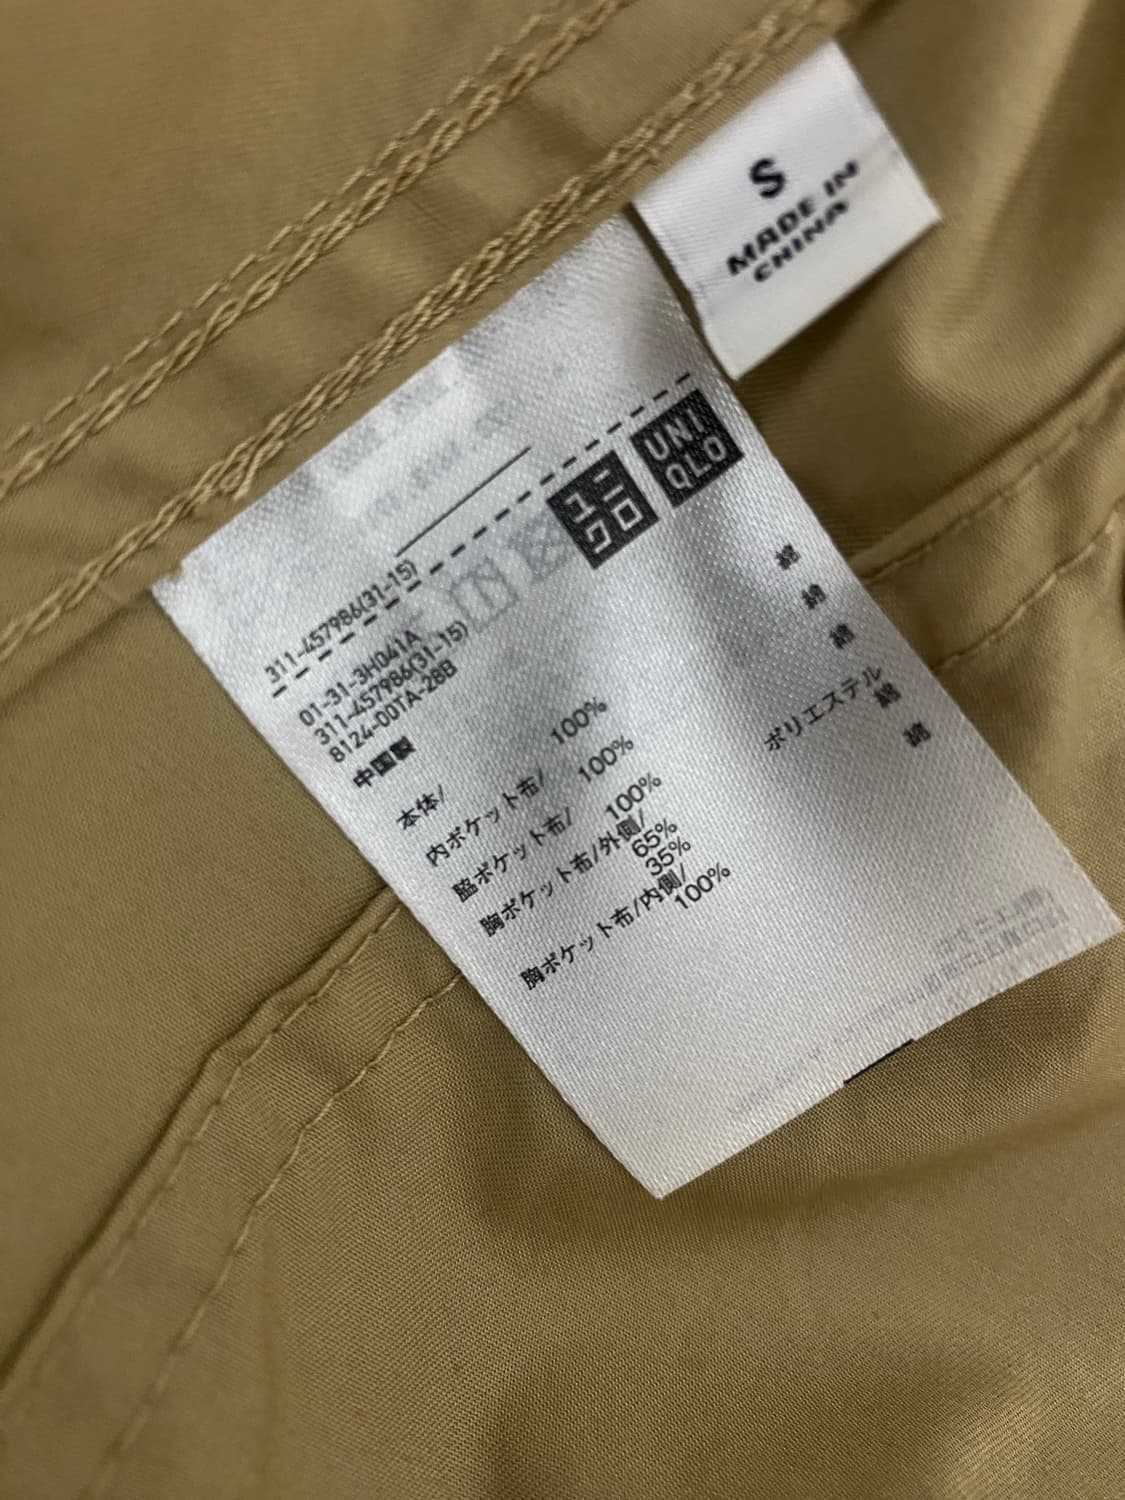 S
MADE IN
CHINA
ユニ
クロ
UNI
QLO
311-457986(31-15)
01-31-3H041A
311-457986(31-15)
8124-00TA-28B
中国製
本体/
綿 100%
内ポケット布/
綿 100%
脇ポケット布/
綿 100%
胸ポケット布/外側/
ポリエステル 65%
綿 35%
胸ポケット布/内側/
綿 100%